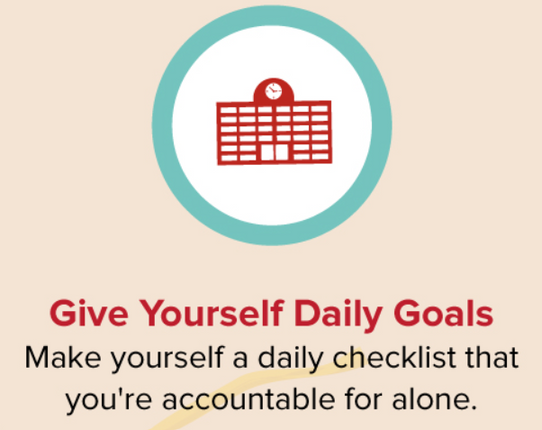 Give Yourself Daily Goals
Make yourself a daily checklist that
you're accountable for alone.